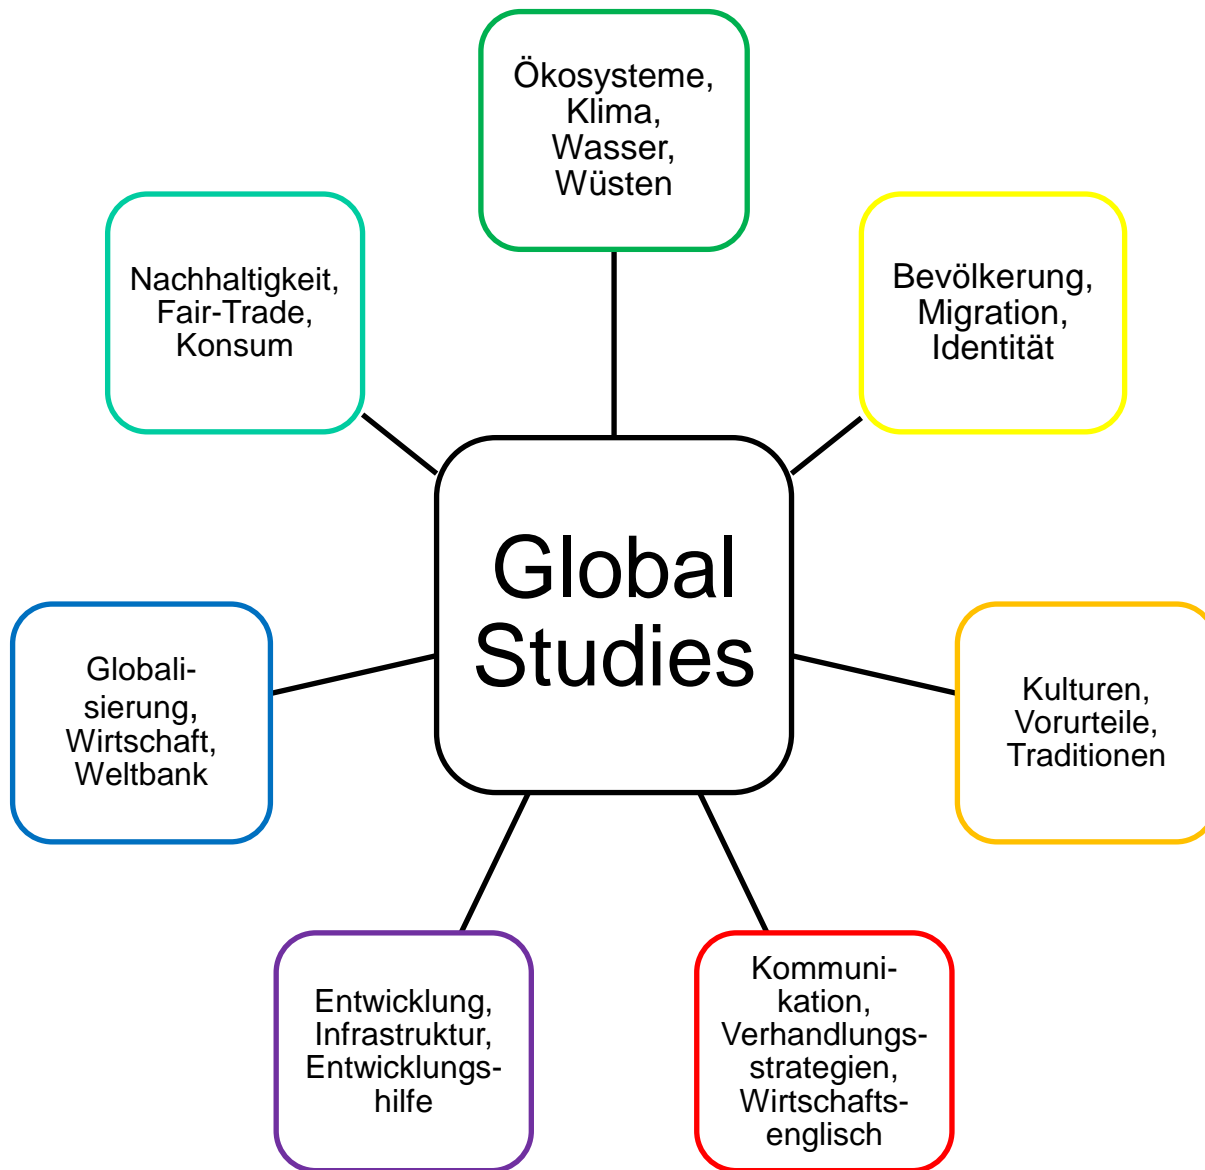 Ökosysteme,
Klima,
Wasser,
Wüsten
Nachhaltigkeit,
Fair-Trade,
Konsum
Bevölkerung,
Migration,
Identität
Global
Studies
Globali-
sierung,
Wirtschaft,
Weltbank
Kulturen,
Vorurteile,
Traditionen
Entwicklung,
Infrastruktur,
Entwicklungs-
hilfe
Kommuni-
kation,
Verhandlungs-
strategien,
Wirtschafts-
englisch